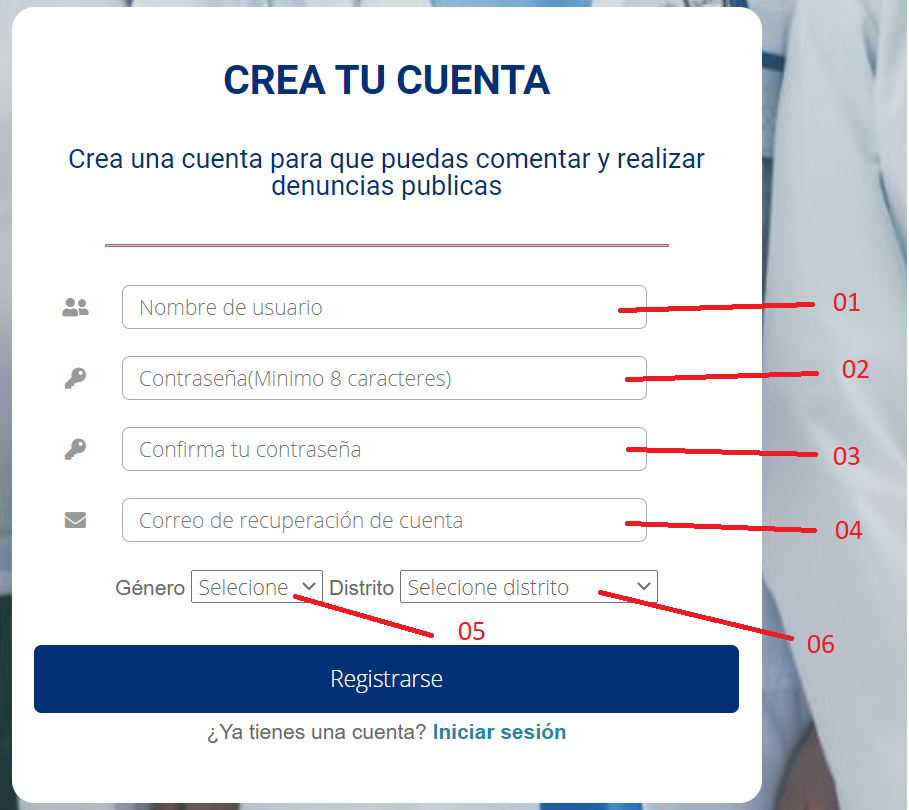 CREA TU CUENTA
Crea una cuenta para que puedas comentar y realizar
denuncias publicas
Nombre de usuario 01
Contraseña(Minimo 8 caracteres) 02
Confirma tu contraseña 03
Correo de recuperación de cuenta 04
Género Selecione Distrito Selecione distrito
05
06
Registrarse
¿Ya tienes una cuenta? Iniciar sesión